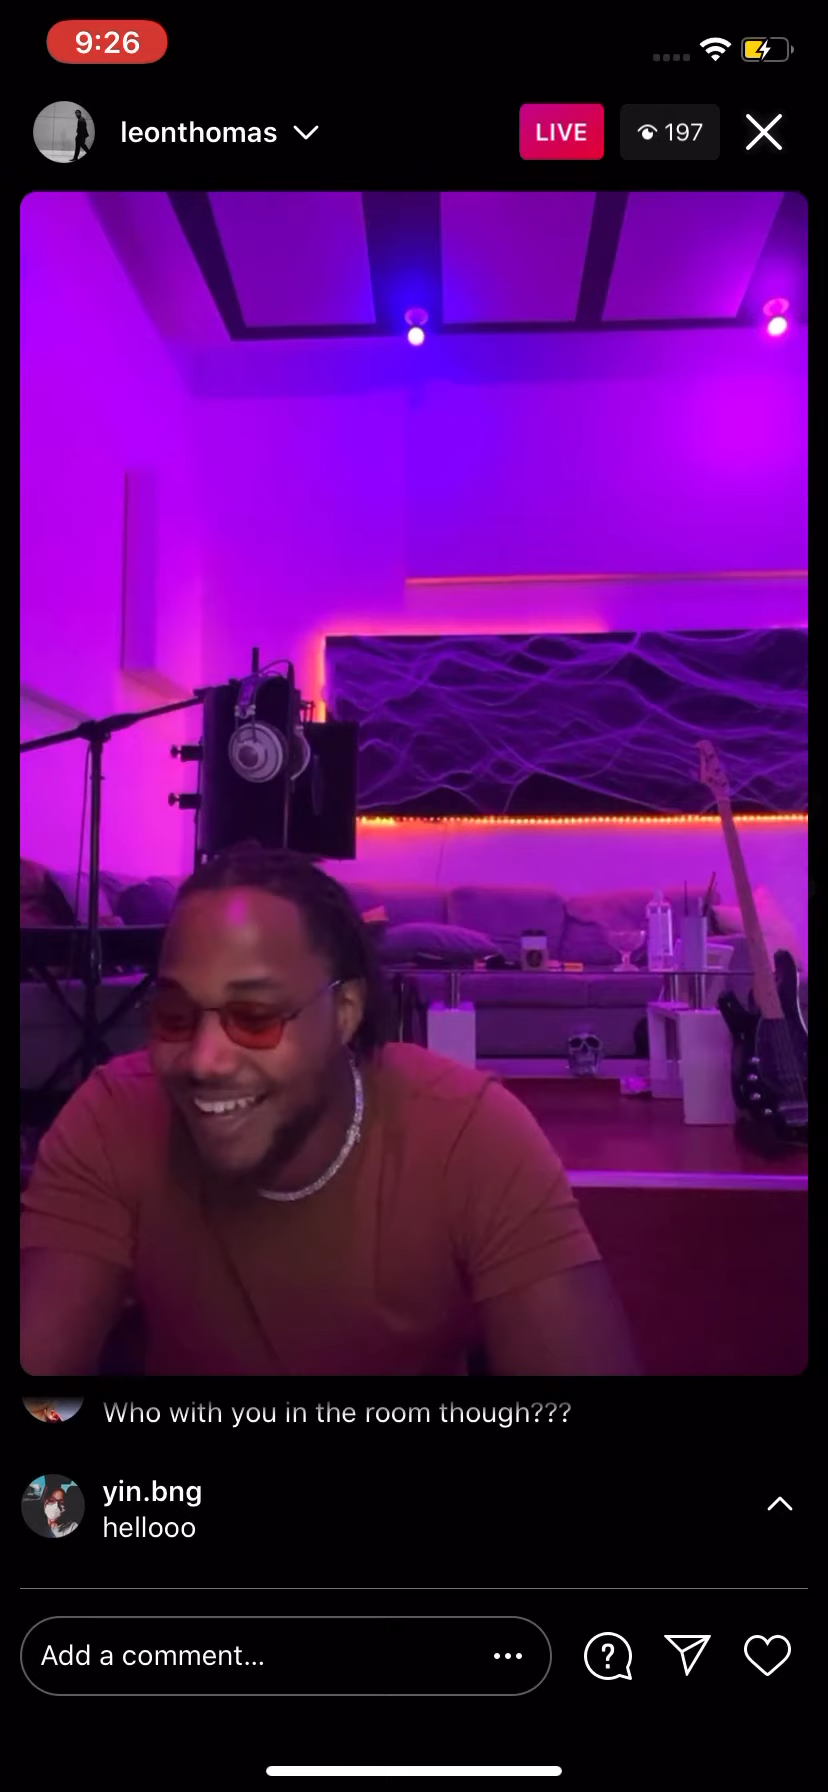 9:26
leonthomas
LIVE
197
Who with you in the room though???
yin.bng
hellooo
Add a comment...